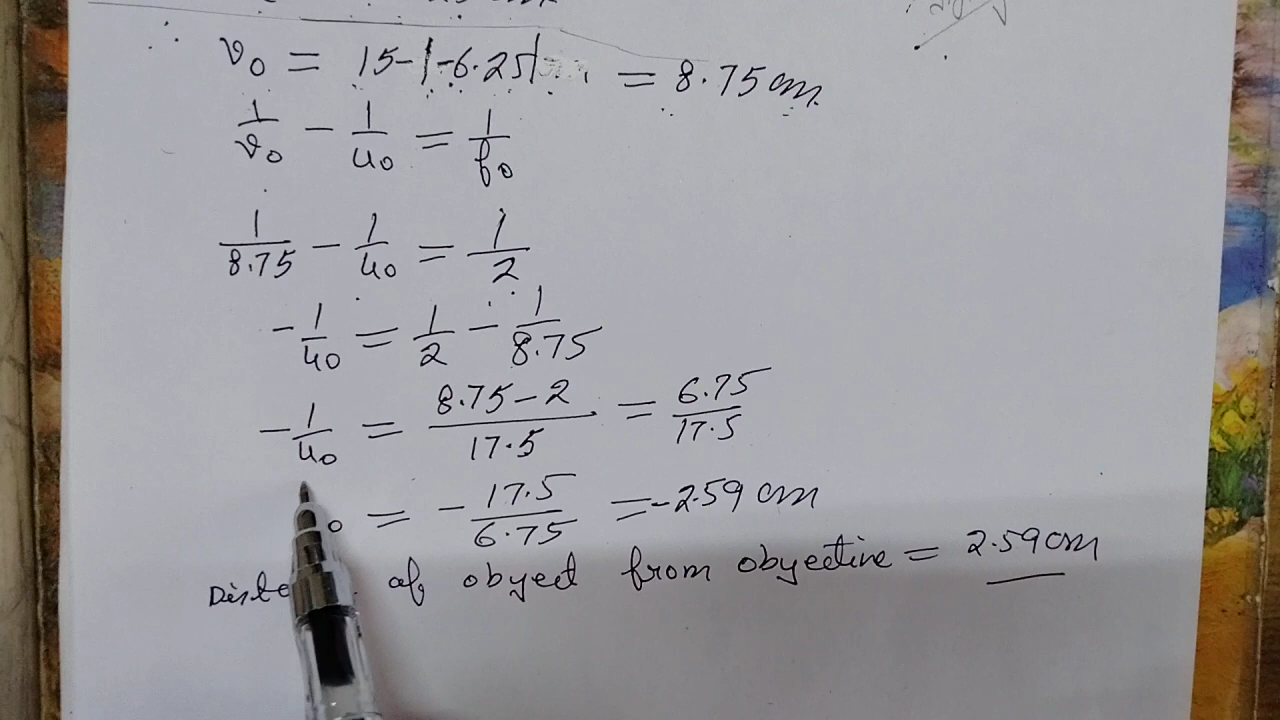 v₀ = 15-|-6.25| = 8.75 cm
1/v₀ - 1/u₀ = 1/f₀
1/8.75 - 1/u₀ = 1/2
-1/u₀ = 1/2 - 1/8.75
-1/u₀ = 8.75-2/17.5 = 6.75/17.5
₀ = -17.5/6.75 = -2.59 cm
of obyect from obyective = 2.59 cm